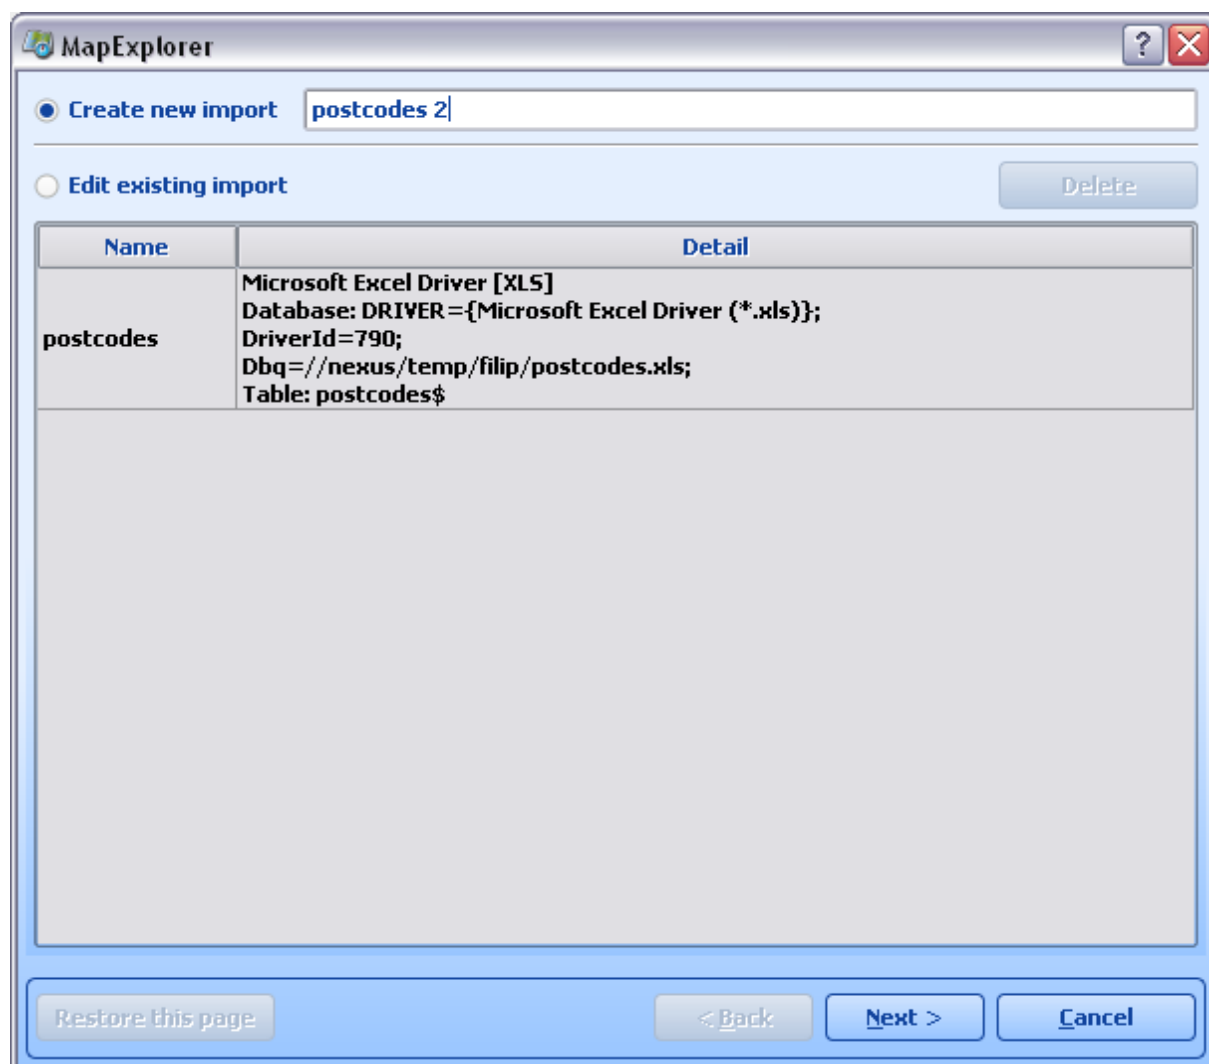 MapExplorer
Create new import postcodes 2
Edit existing import Delete
Name Detail
postcodes
Microsoft Excel Driver [XLS]
Database: DRIVER={Microsoft Excel Driver (*.xls)};
DriverId=790;
Dbq=//nexus/temp/filip/postcodes.xls;
Table: postcodes$
Restore this page < Back Next > Cancel